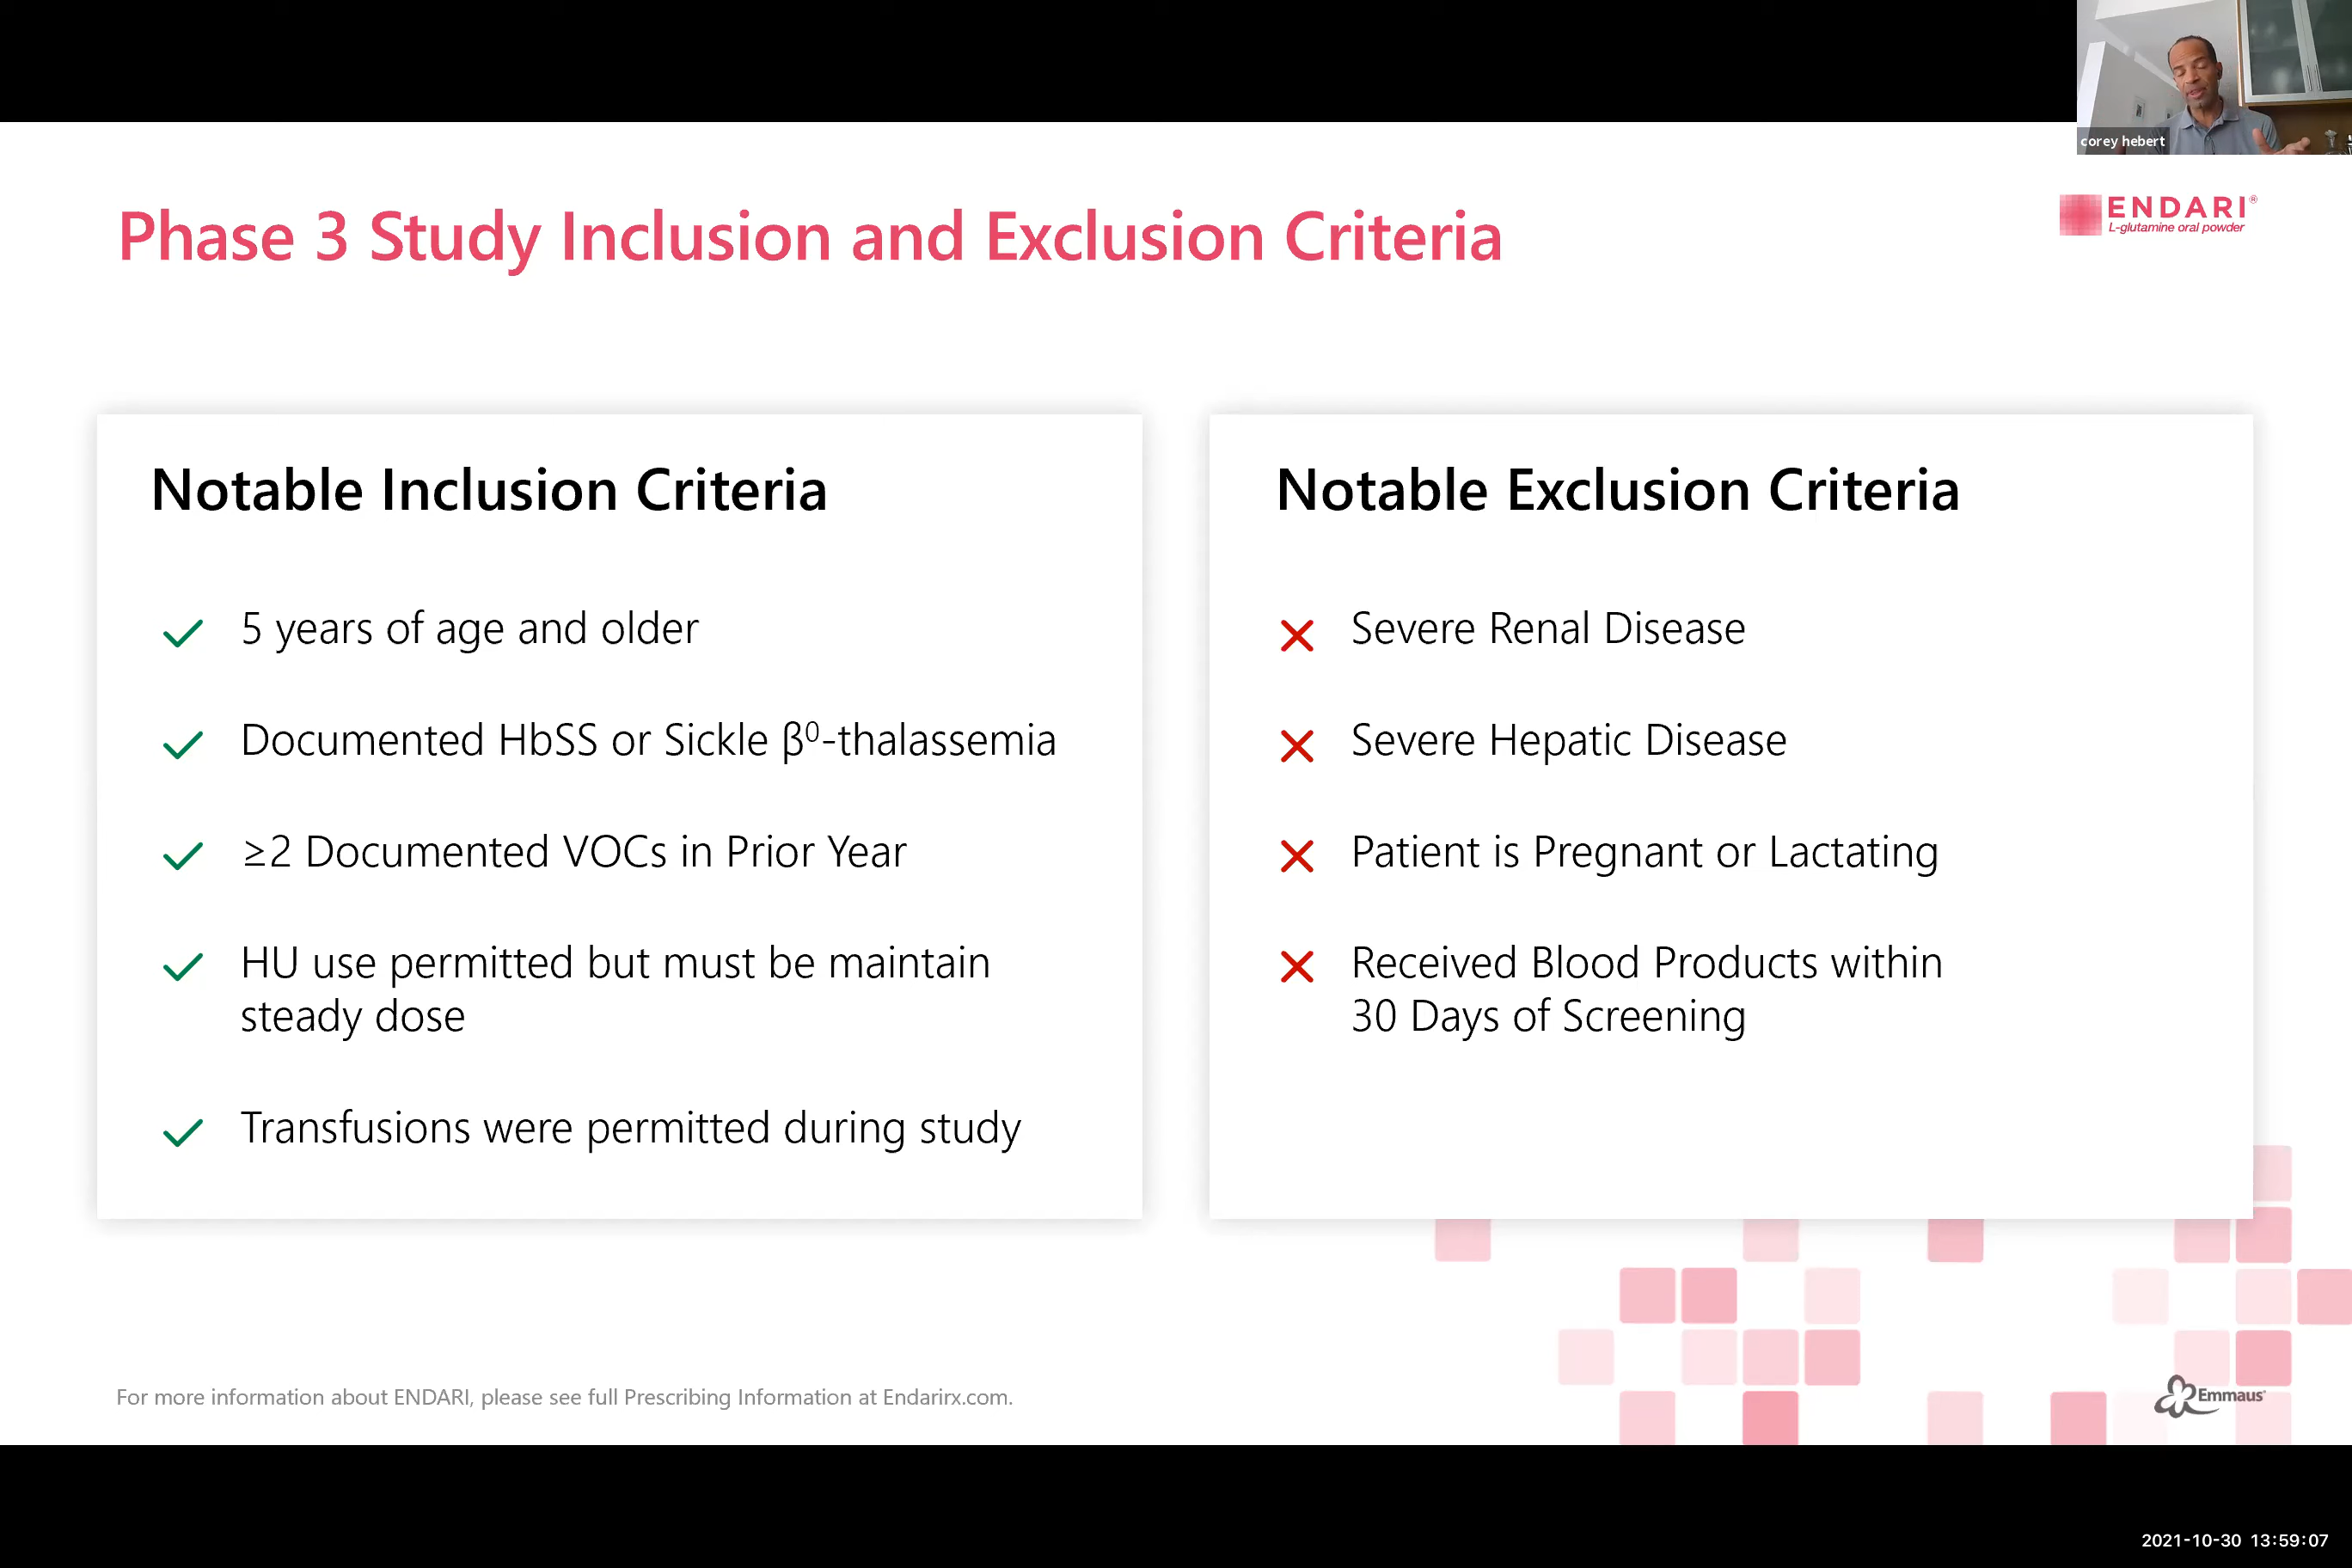 corey hebert
ENDARI®
L-glutamine oral powder
Phase 3 Study Inclusion and Exclusion Criteria
Notable Inclusion Criteria
5 years of age and older
Documented HbSS or Sickle β⁰-thalassemia
≥2 Documented VOCs in Prior Year
HU use permitted but must be maintain
steady dose
Transfusions were permitted during study
Notable Exclusion Criteria
Severe Renal Disease
Severe Hepatic Disease
Patient is Pregnant or Lactating
Received Blood Products within
30 Days of Screening
For more information about ENDARI, please see full Prescribing Information at Endarirx.com.
Emmaus
2021-10-30 13:59:07